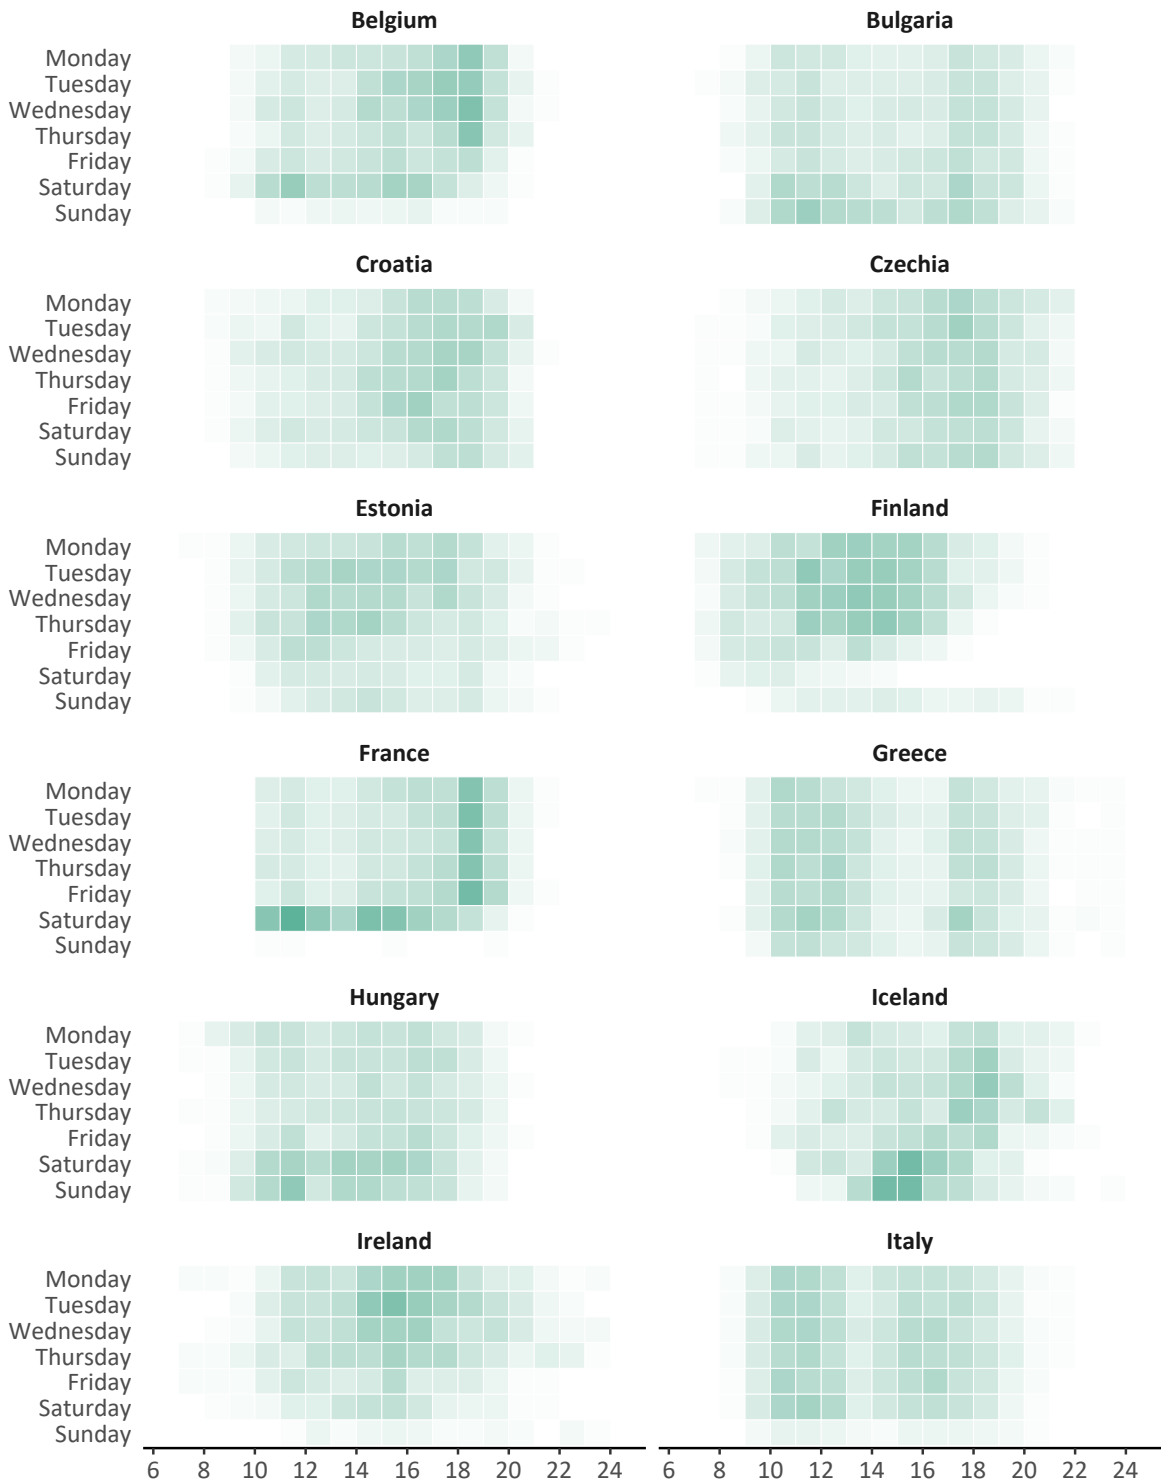 Belgium Bulgaria
Monday
Tuesday
Wednesday
Thursday
Friday
Saturday
Sunday
Croatia Czechia
Monday
Tuesday
Wednesday
Thursday
Friday
Saturday
Sunday
Estonia Finland
Monday
Tuesday
Wednesday
Thursday
Friday
Saturday
Sunday
France Greece
Monday
Tuesday
Wednesday
Thursday
Friday
Saturday
Sunday
Hungary Iceland
Monday
Tuesday
Wednesday
Thursday
Friday
Saturday
Sunday
Ireland Italy
Monday
Tuesday
Wednesday
Thursday
Friday
Saturday
Sunday
6 8 10 12 14 16 18 20 22 24 6 8 10 12 14 16 18 20 22 24